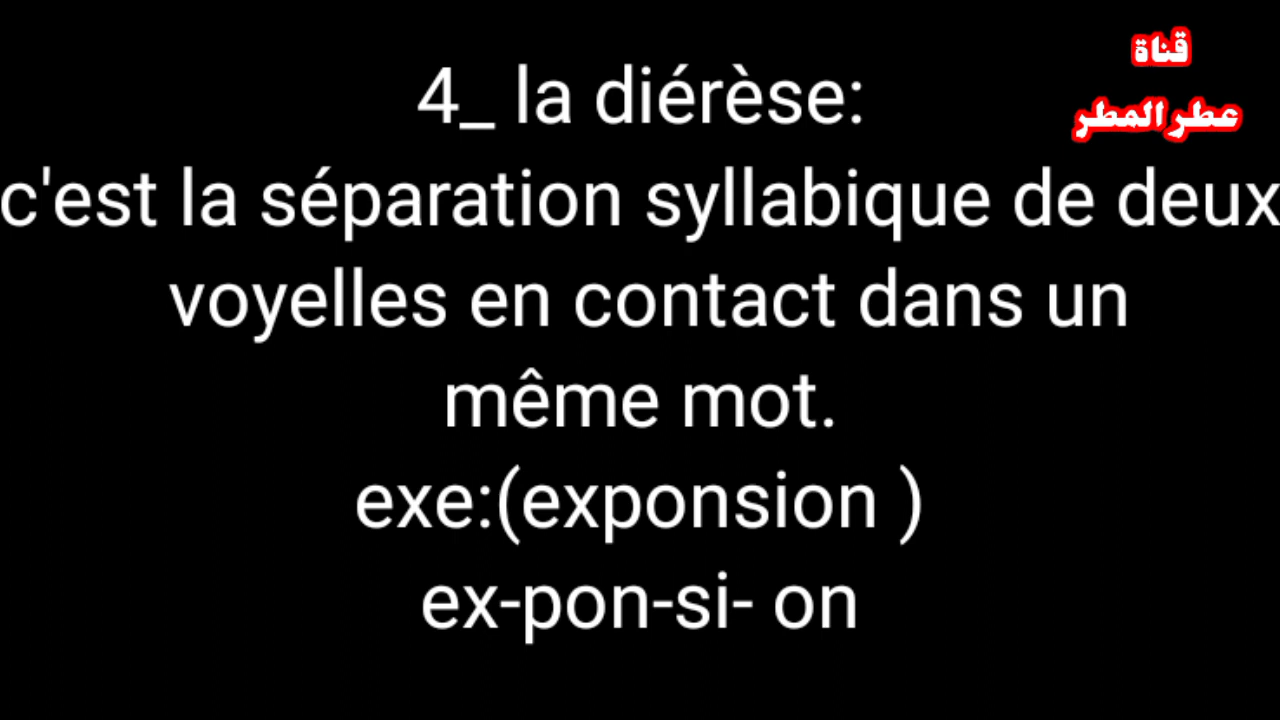 قناة
عطر المطر
4_ la diérèse:
c'est la séparation syllabique de deux
voyelles en contact dans un
même mot.
exe:(exponsion )
ex-pon-si- on